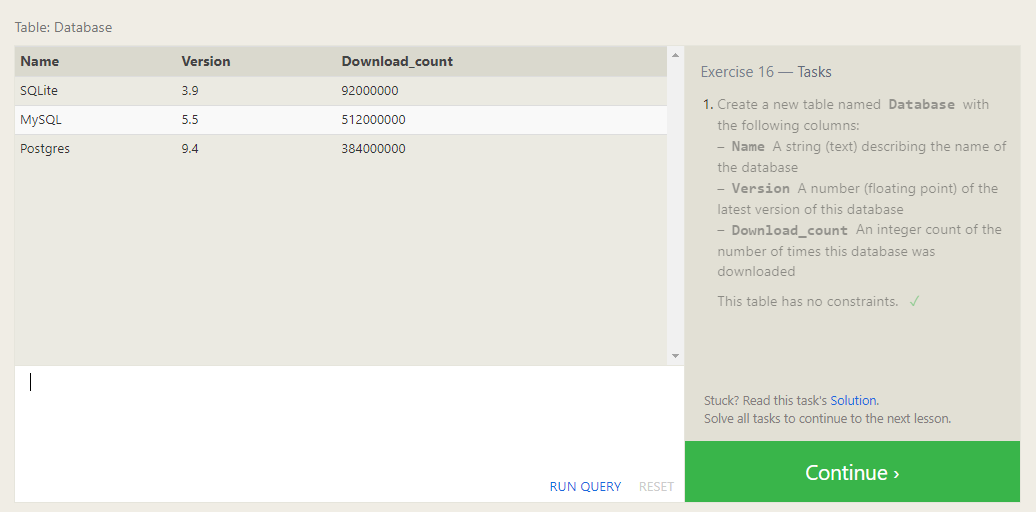 Table: Database
Name Version Download_count
SQLite 3.9 92000000
MySQL 5.5 512000000
Postgres 9.4 384000000
RUN QUERY RESET
Exercise 16 — Tasks
1. Create a new table named Database with
the following columns:
– Name A string (text) describing the name of
the database
– Version A number (floating point) of the
latest version of this database
– Download_count An integer count of the
number of times this database was
downloaded
This table has no constraints. ✓
Stuck? Read this task's Solution.
Solve all tasks to continue to the next lesson.
Continue ›